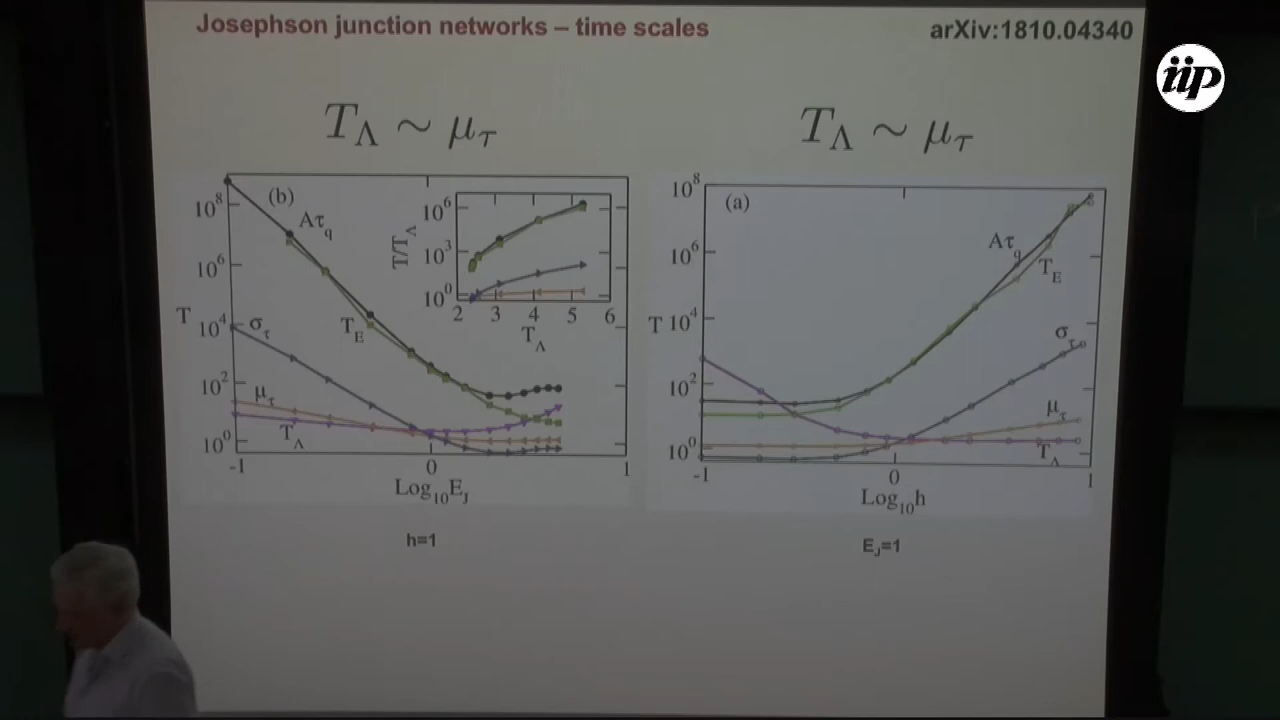 Josephson junction networks – time scales
arXiv:1810.04340
iip
T_Λ ~ μ_τ
T_Λ ~ μ_τ
(b)
10^8
10^6
10^4
10^2
10^0
T
Aτ_q
T_E
σ_τ
μ_τ
T_Λ
-1
0
1
Log_10 E_J
T/T_Λ
10^6
10^3
10^0
2
3
4
5
6
T_Λ
h=1
(a)
10^8
10^6
T 10^4
10^2
10^0
Aτ_q
T_E
σ_τ
μ_τ
T_Λ
-1
0
1
Log_10 h
E_J=1